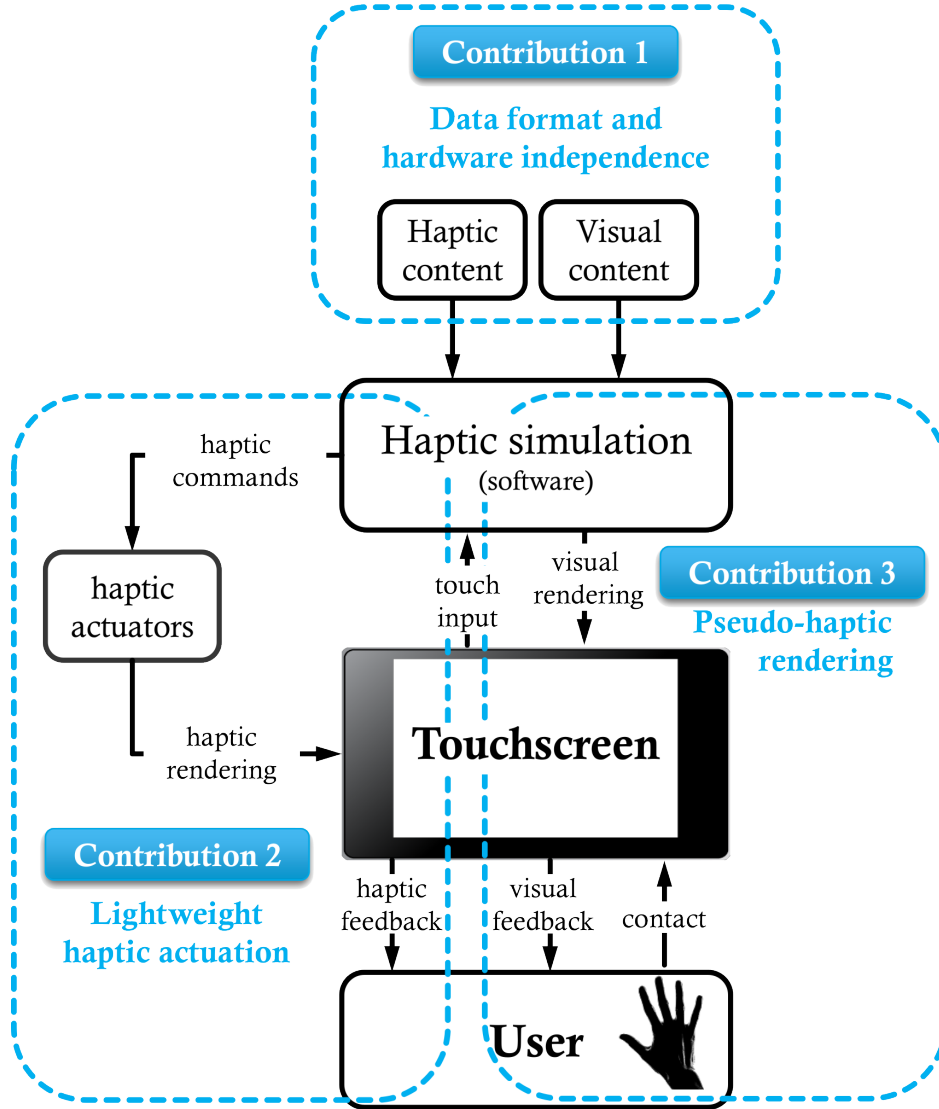 Contribution 1
Data format and
hardware independence
Haptic
content
Visual
content
Haptic simulation
(software)
haptic
commands
haptic
actuators
touch
input
visual
rendering
Contribution 3
Pseudo-haptic
rendering
haptic
rendering
Touchscreen
Contribution 2
Lightweight
haptic actuation
haptic
feedback
visual
feedback
contact
User